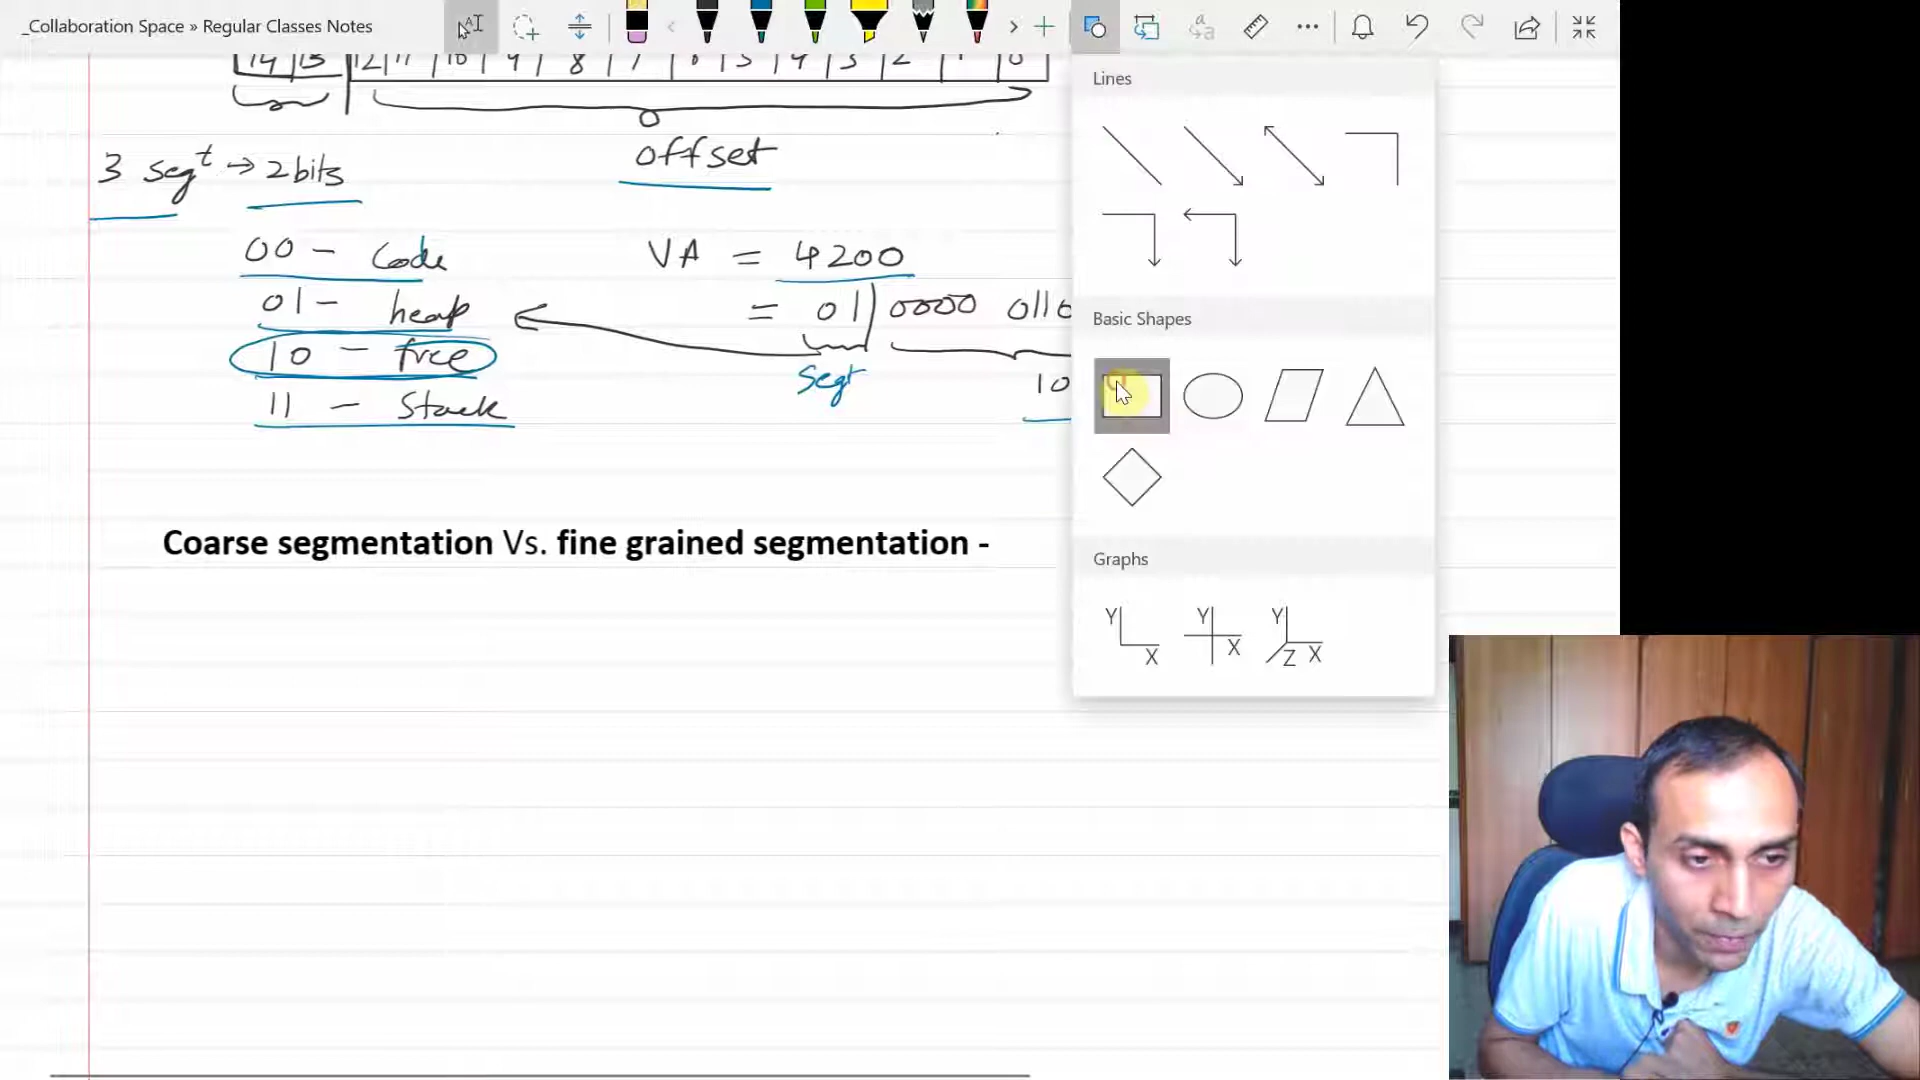 _Collaboration Space » Regular Classes Notes
14 13 12 11 10 9 8 7 6 5 4 3 2 1 0
offset
3 segt → 2 bits
00 - Code
01 - heap
10 - free
11 - Stack
VA = 4200
= 01 0000 0110
Segt
10
Coarse segmentation Vs. fine grained segmentation -
Lines
Basic Shapes
Graphs
Y X
Y X
Y Z X